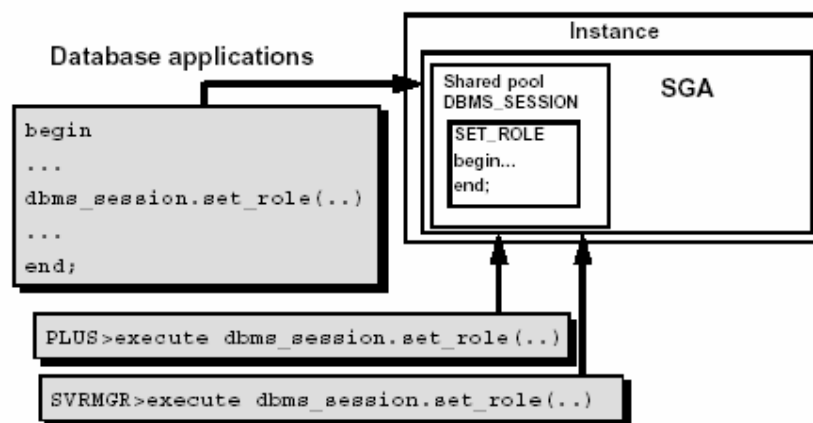 Database applications
begin
...
dbms_session.set_role(..)
...
end;
Instance
SGA
Shared pool
DBMS_SESSION
SET_ROLE
begin...
end;
PLUS>execute dbms_session.set_role(..)
SVRMGR>execute dbms_session.set_role(..)